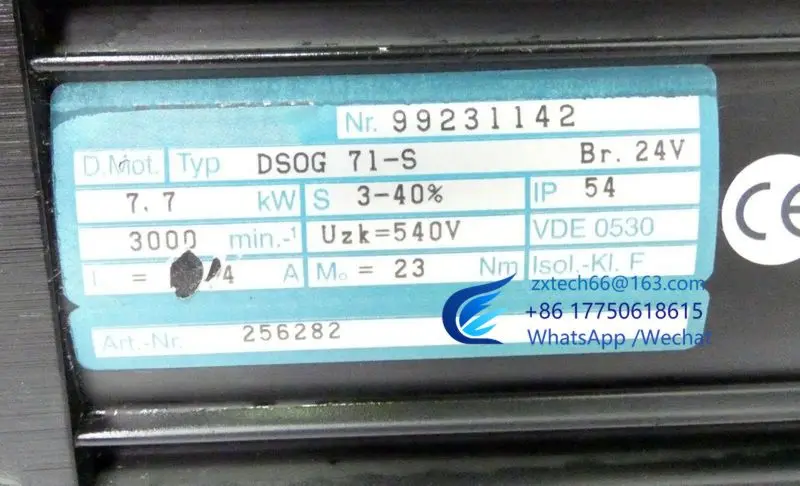 Nr. 99231142
D.Mot. Typ DSOG 71-S Br. 24V
7.7 kW S 3-40% IP 54
3000 min.-¹ Uzk=540V VDE 0530
I = 4 A M₀ = 23 Nm Isol.-Kl. F
Art.-Nr. 256282
CE
zxtech66@163.com
+86 17750618615
WhatsApp /Wechat